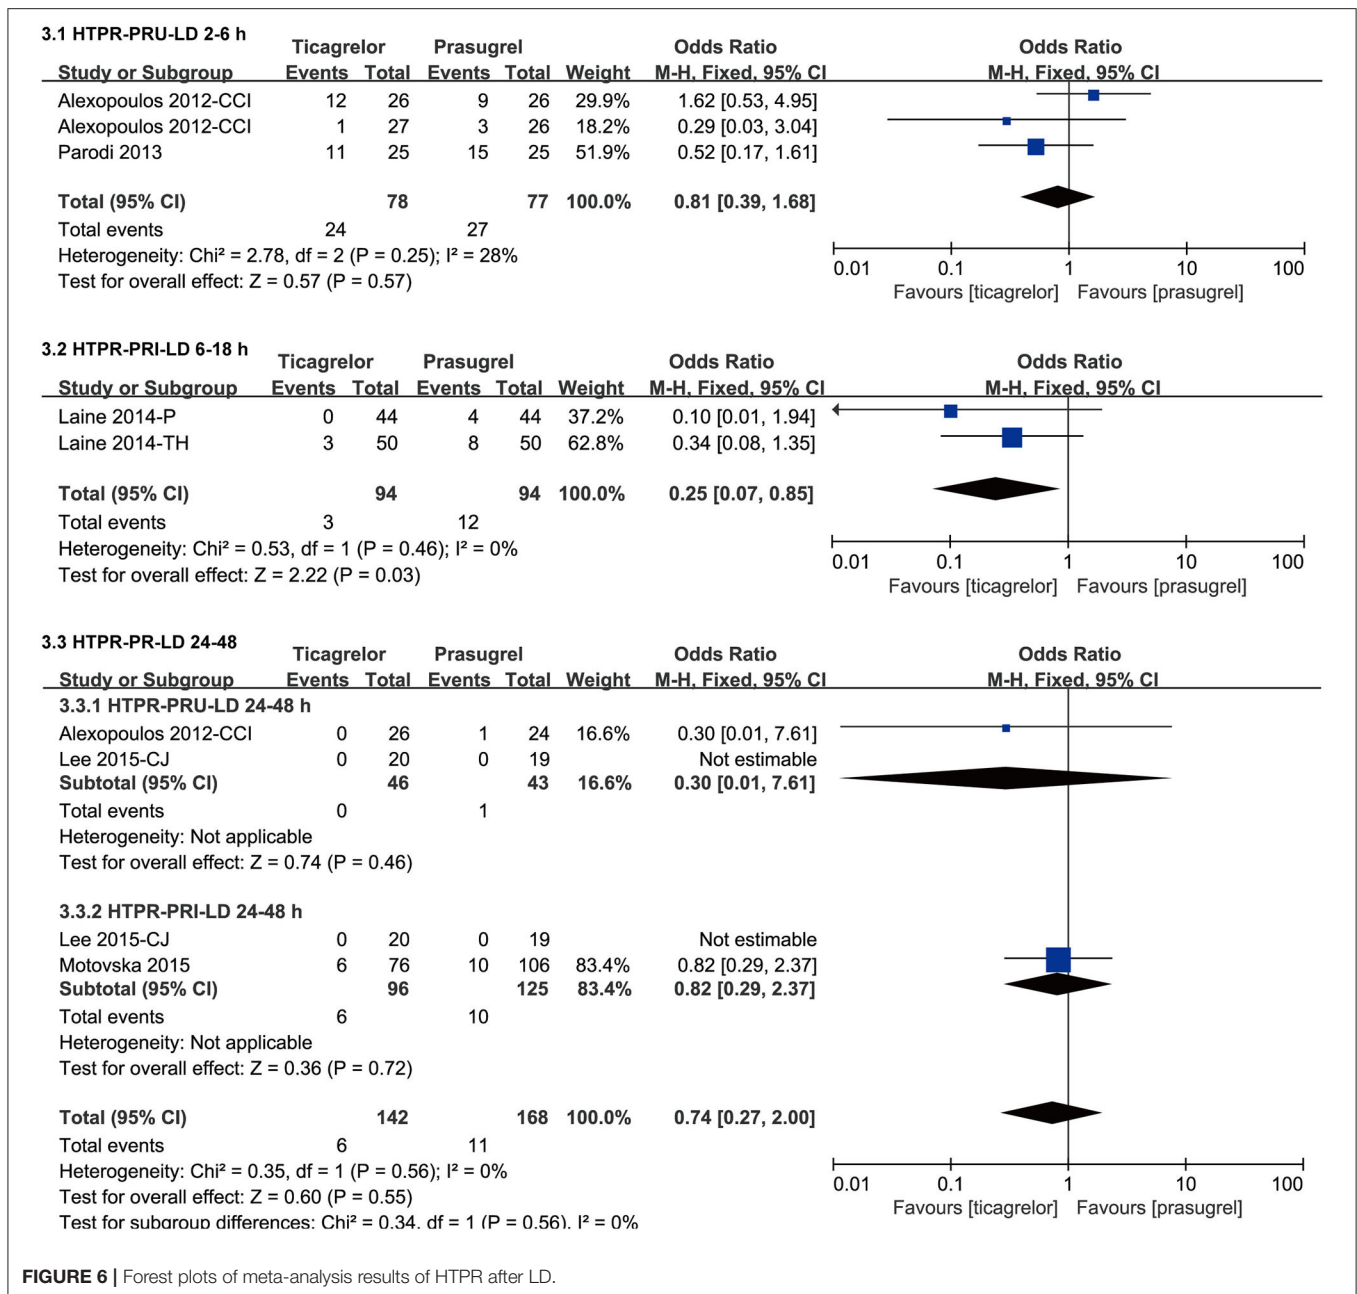 3.1 HTPR-PRU-LD 2-6 h
Ticagrelor Prasugrel Odds Ratio Odds Ratio
Study or Subgroup Events Total Events Total Weight M-H, Fixed, 95% CI M-H, Fixed, 95% CI
Alexopoulos 2012-CCI 12 26 9 26 29.9% 1.62 [0.53, 4.95]
Alexopoulos 2012-CCI 1 27 3 26 18.2% 0.29 [0.03, 3.04]
Parodi 2013 11 25 15 25 51.9% 0.52 [0.17, 1.61]
Total (95% CI) 78 77 100.0% 0.81 [0.39, 1.68]
Total events 24 27
Heterogeneity: Chi² = 2.78, df = 2 (P = 0.25); I² = 28%
Test for overall effect: Z = 0.57 (P = 0.57)
0.01 0.1 1 10 100
Favours [ticagrelor] Favours [prasugrel]
3.2 HTPR-PRI-LD 6-18 h
Ticagrelor Prasugrel Odds Ratio Odds Ratio
Study or Subgroup Events Total Events Total Weight M-H, Fixed, 95% CI M-H, Fixed, 95% CI
Laine 2014-P 0 44 4 44 37.2% 0.10 [0.01, 1.94]
Laine 2014-TH 3 50 8 50 62.8% 0.34 [0.08, 1.35]
Total (95% CI) 94 94 100.0% 0.25 [0.07, 0.85]
Total events 3 12
Heterogeneity: Chi² = 0.53, df = 1 (P = 0.46); I² = 0%
Test for overall effect: Z = 2.22 (P = 0.03)
0.01 0.1 1 10 100
Favours [ticagrelor] Favours [prasugrel]
3.3 HTPR-PR-LD 24-48
Ticagrelor Prasugrel Odds Ratio Odds Ratio
Study or Subgroup Events Total Events Total Weight M-H, Fixed, 95% CI M-H, Fixed, 95% CI
3.3.1 HTPR-PRU-LD 24-48 h
Alexopoulos 2012-CCI 0 26 1 24 16.6% 0.30 [0.01, 7.61]
Lee 2015-CJ 0 20 0 19 Not estimable
Subtotal (95% CI) 46 43 16.6% 0.30 [0.01, 7.61]
Total events 0 1
Heterogeneity: Not applicable
Test for overall effect: Z = 0.74 (P = 0.46)
3.3.2 HTPR-PRI-LD 24-48 h
Lee 2015-CJ 0 20 0 19 Not estimable
Motovska 2015 6 76 10 106 83.4% 0.82 [0.29, 2.37]
Subtotal (95% CI) 96 125 83.4% 0.82 [0.29, 2.37]
Total events 6 10
Heterogeneity: Not applicable
Test for overall effect: Z = 0.36 (P = 0.72)
Total (95% CI) 142 168 100.0% 0.74 [0.27, 2.00]
Total events 6 11
Heterogeneity: Chi² = 0.35, df = 1 (P = 0.56); I² = 0%
Test for overall effect: Z = 0.60 (P = 0.55)
Test for subgroup differences: Chi² = 0.34, df = 1 (P = 0.56), I² = 0%
0.01 0.1 1 10 100
Favours [ticagrelor] Favours [prasugrel]
FIGURE 6 | Forest plots of meta-analysis results of HTPR after LD.